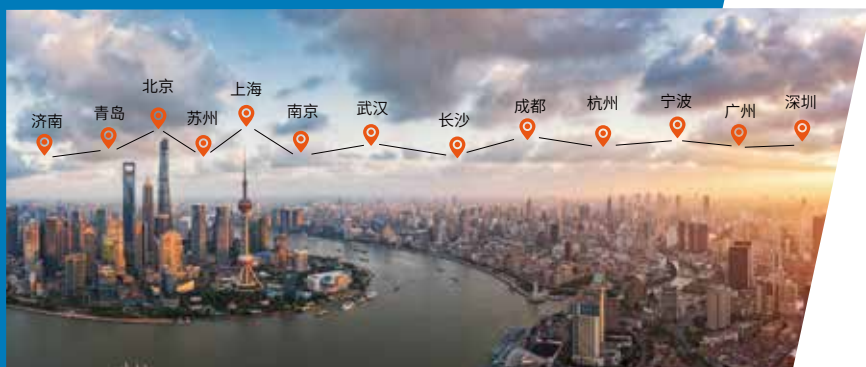 济南
青岛
北京
苏州
上海
南京
武汉
长沙
成都
杭州
宁波
广州
深圳